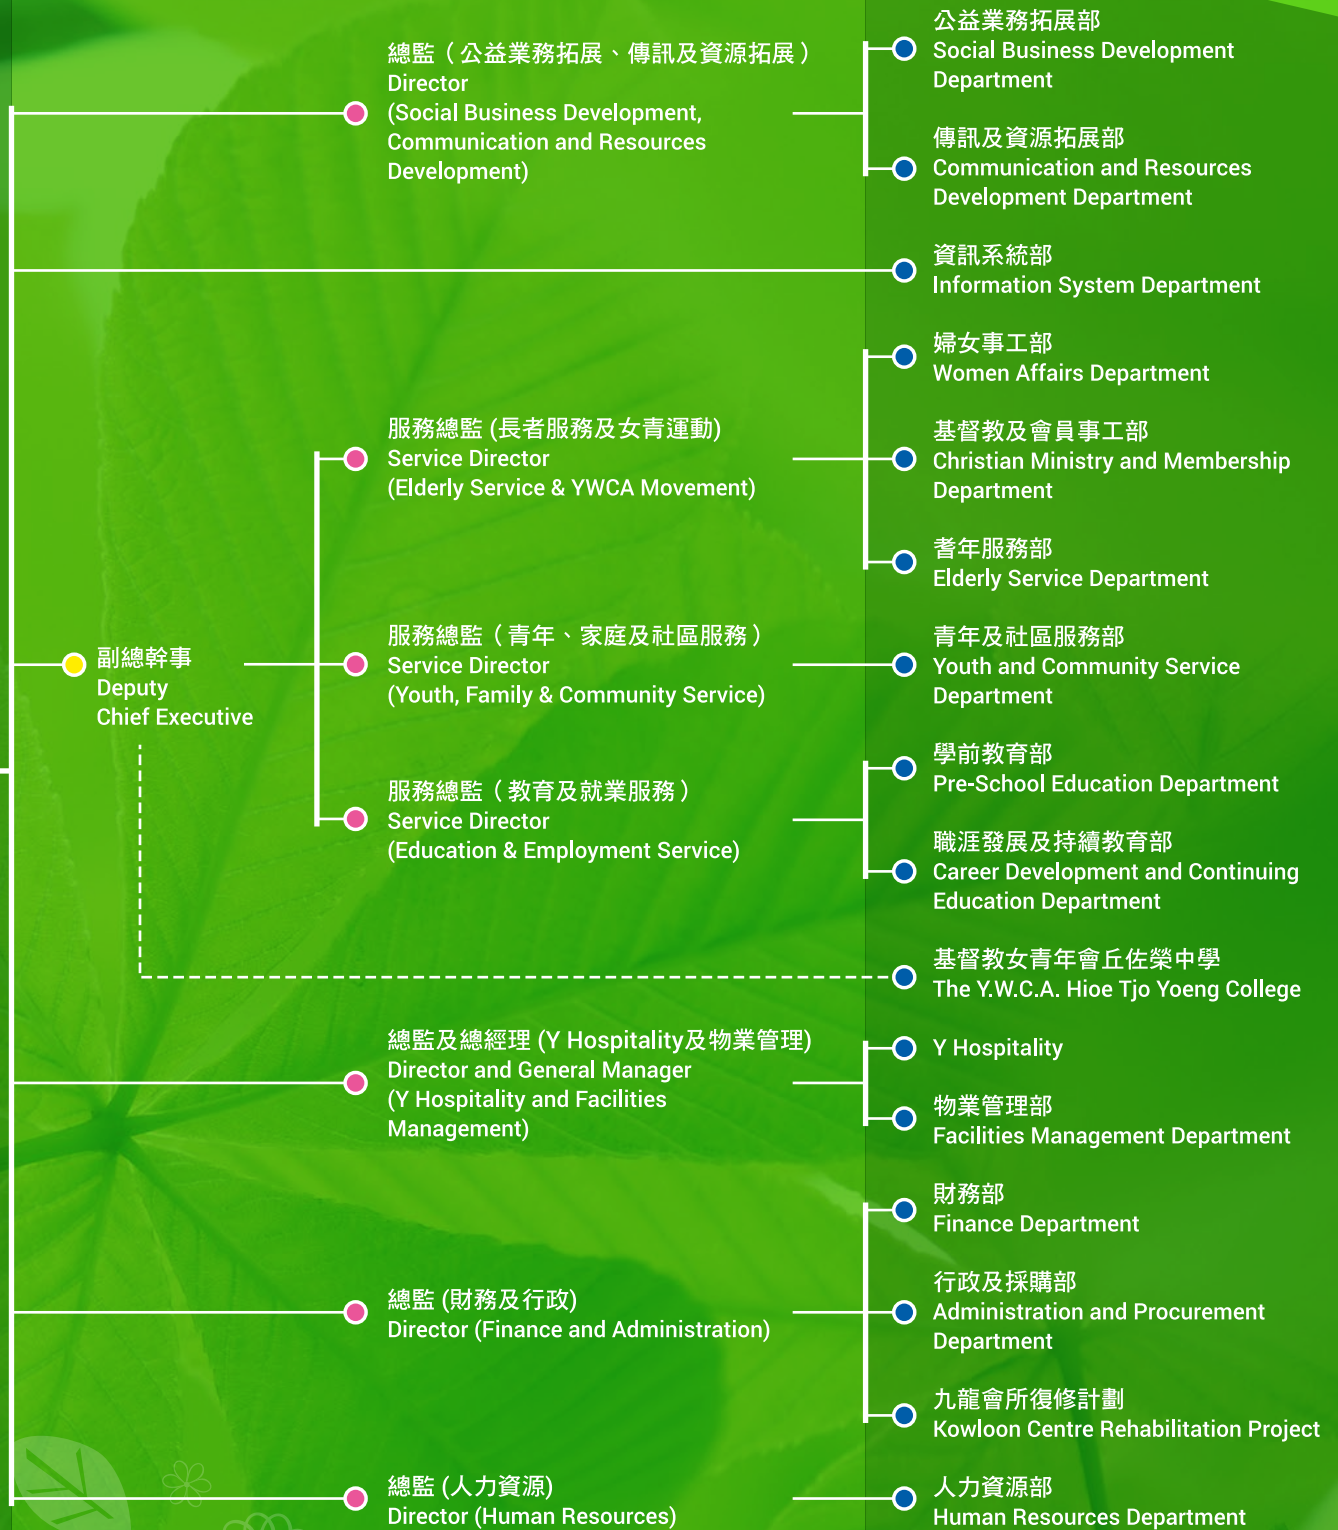 總監（公益業務拓展、傳訊及資源拓展）
Director
(Social Business Development,
Communication and Resources
Development)
公益業務拓展部
Social Business Development
Department
傳訊及資源拓展部
Communication and Resources
Development Department
資訊系統部
Information System Department
副總幹事
Deputy
Chief Executive
服務總監 (長者服務及女青運動)
Service Director
(Elderly Service & YWCA Movement)
婦女事工部
Women Affairs Department
基督教及會員事工部
Christian Ministry and Membership
Department
耆年服務部
Elderly Service Department
服務總監（青年、家庭及社區服務）
Service Director
(Youth, Family & Community Service)
青年及社區服務部
Youth and Community Service
Department
服務總監（教育及就業服務）
Service Director
(Education & Employment Service)
學前教育部
Pre-School Education Department
職涯發展及持續教育部
Career Development and Continuing
Education Department
基督教女青年會丘佐榮中學
The Y.W.C.A. Hioe Tjo Yoeng College
總監及總經理 (Y Hospitality及物業管理)
Director and General Manager
(Y Hospitality and Facilities
Management)
Y Hospitality
物業管理部
Facilities Management Department
總監 (財務及行政)
Director (Finance and Administration)
財務部
Finance Department
行政及採購部
Administration and Procurement
Department
九龍會所復修計劃
Kowloon Centre Rehabilitation Project
總監 (人力資源)
Director (Human Resources)
人力資源部
Human Resources Department